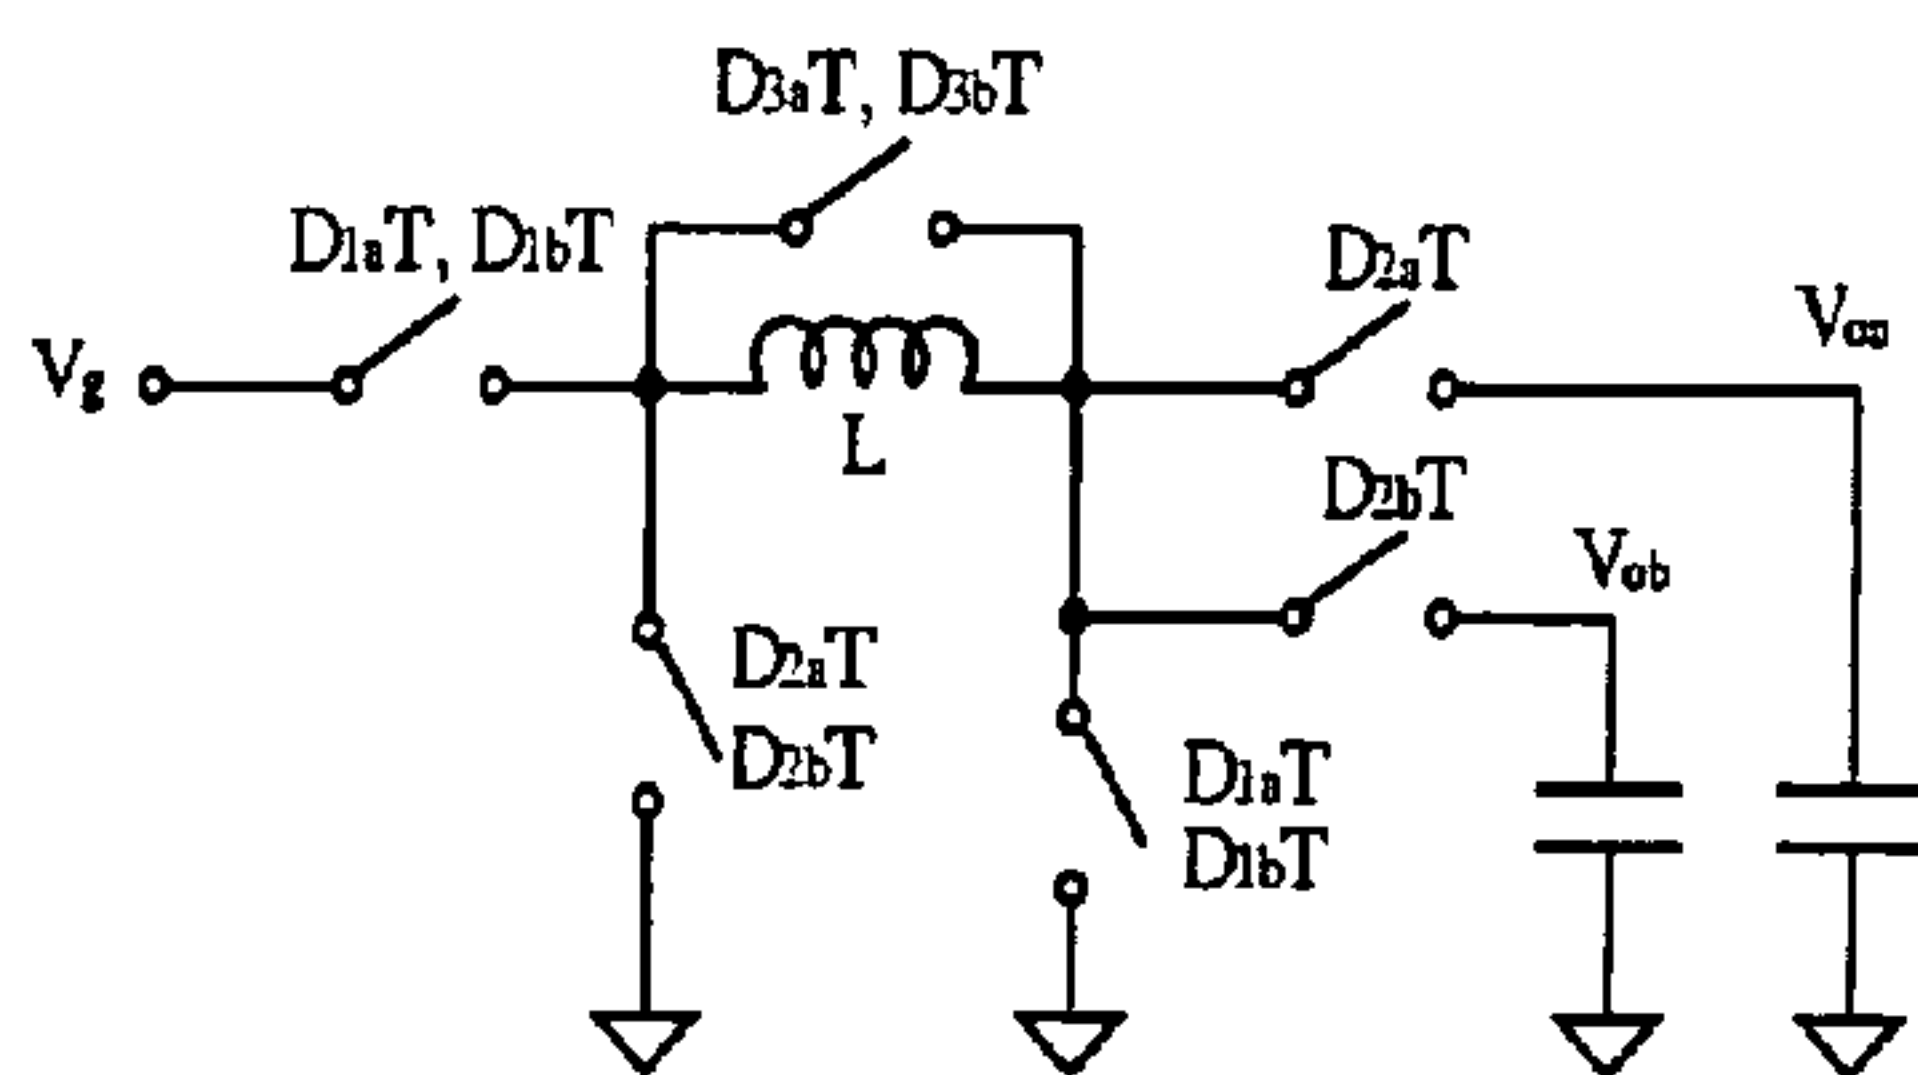 D3aT, D3bT
D1aT, D1bT
D2aT
Voa
Vg
L
D2bT
Vob
D2aT
D2bT
D1aT
D1bT